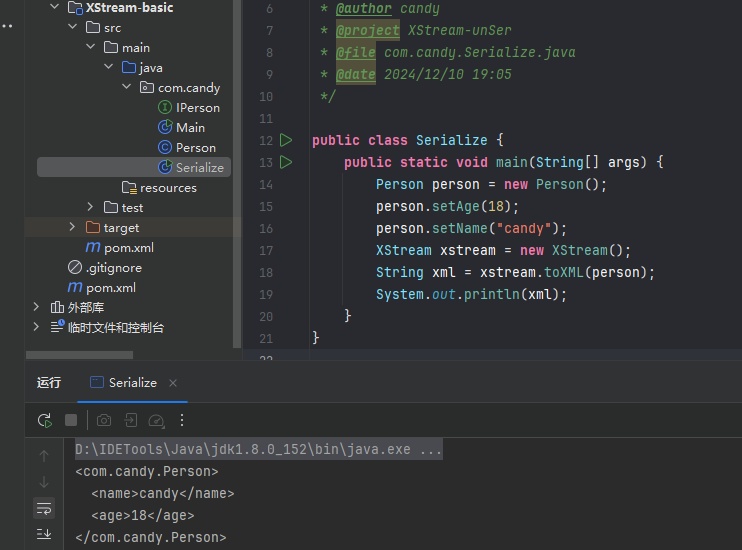 XStream-basic
src
main
java
com.candy
IPerson
Main
Person
Serialize
resources
test
target
pom.xml
.gitignore
pom.xml
外部库
临时文件和控制台
6 * @author candy
7 * @project XStream-unSer
8 * @file com.candy.Serialize.java
9 * @date 2024/12/10 19:05
10 */
11
12 public class Serialize {
13 public static void main(String[] args) {
14 Person person = new Person();
15 person.setAge(18);
16 person.setName("candy");
17 XStream xstream = new XStream();
18 String xml = xstream.toXML(person);
19 System.out.println(xml);
20 }
21 }
22
运行 Serialize
D:\IDETools\Java\jdk1.8.0_152\bin\java.exe ...
<com.candy.Person>
<name>candy</name>
<age>18</age>
</com.candy.Person>